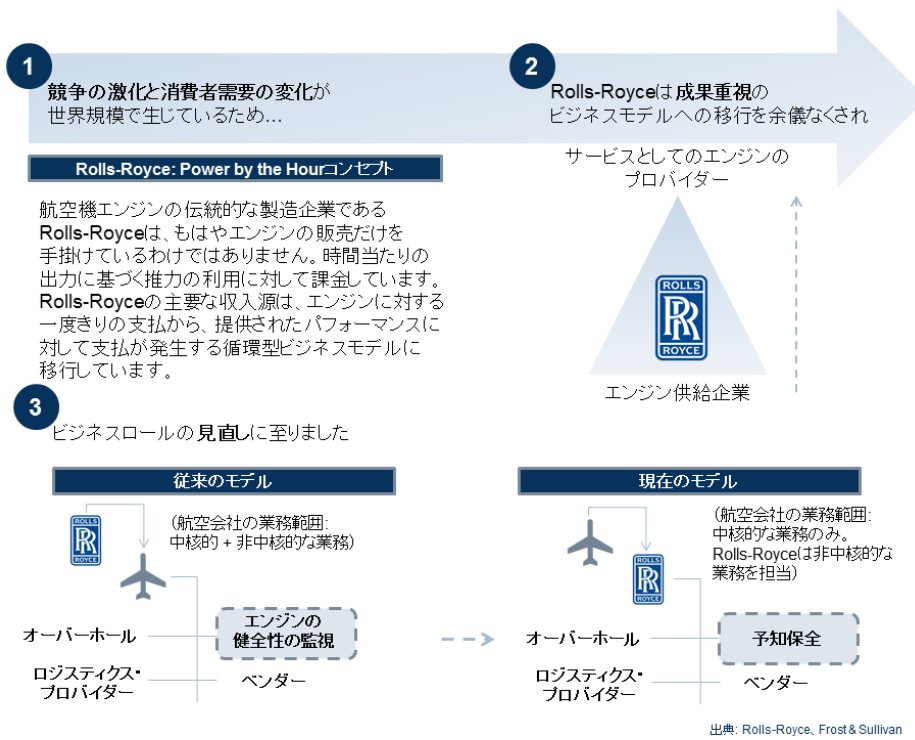 1
競争の激化と消費者需要の変化が
世界規模で生じているため…
2
Rolls-Royceは成果重視の
ビジネスモデルへの移行を余儀なくされ
Rolls-Royce: Power by the Hourコンセプト
航空機エンジンの伝統的な製造企業である
Rolls-Royceは、もはやエンジンの販売だけを
手掛けているわけではありません。時間当たりの
出力に基づく推力の利用に対して課金しています。
Rolls-Royceの主要な収入源は、エンジンに対する
一度きりの支払から、提供されたパフォーマンスに
対して支払が発生する循環型ビジネスモデルに
移行しています。
サービスとしてのエンジンの
プロバイダー
ROLLS
RR
ROYCE
エンジン供給企業
3
ビジネスロールの見直しに至りました
従来のモデル
ROLLS
RR
ROYCE
(航空会社の業務範囲:
中核的 + 非中核的な業務)
オーバーホール
エンジンの
健全性の監視
ロジスティクス・
プロバイダー
ベンダー
現在のモデル
ROLLS
RR
ROYCE
(航空会社の業務範囲:
中核的な業務のみ。
Rolls-Royceは非中核的な
業務を担当)
オーバーホール
予知保全
ロジスティクス・
プロバイダー
ベンダー
出典: Rolls-Royce、Frost & Sullivan